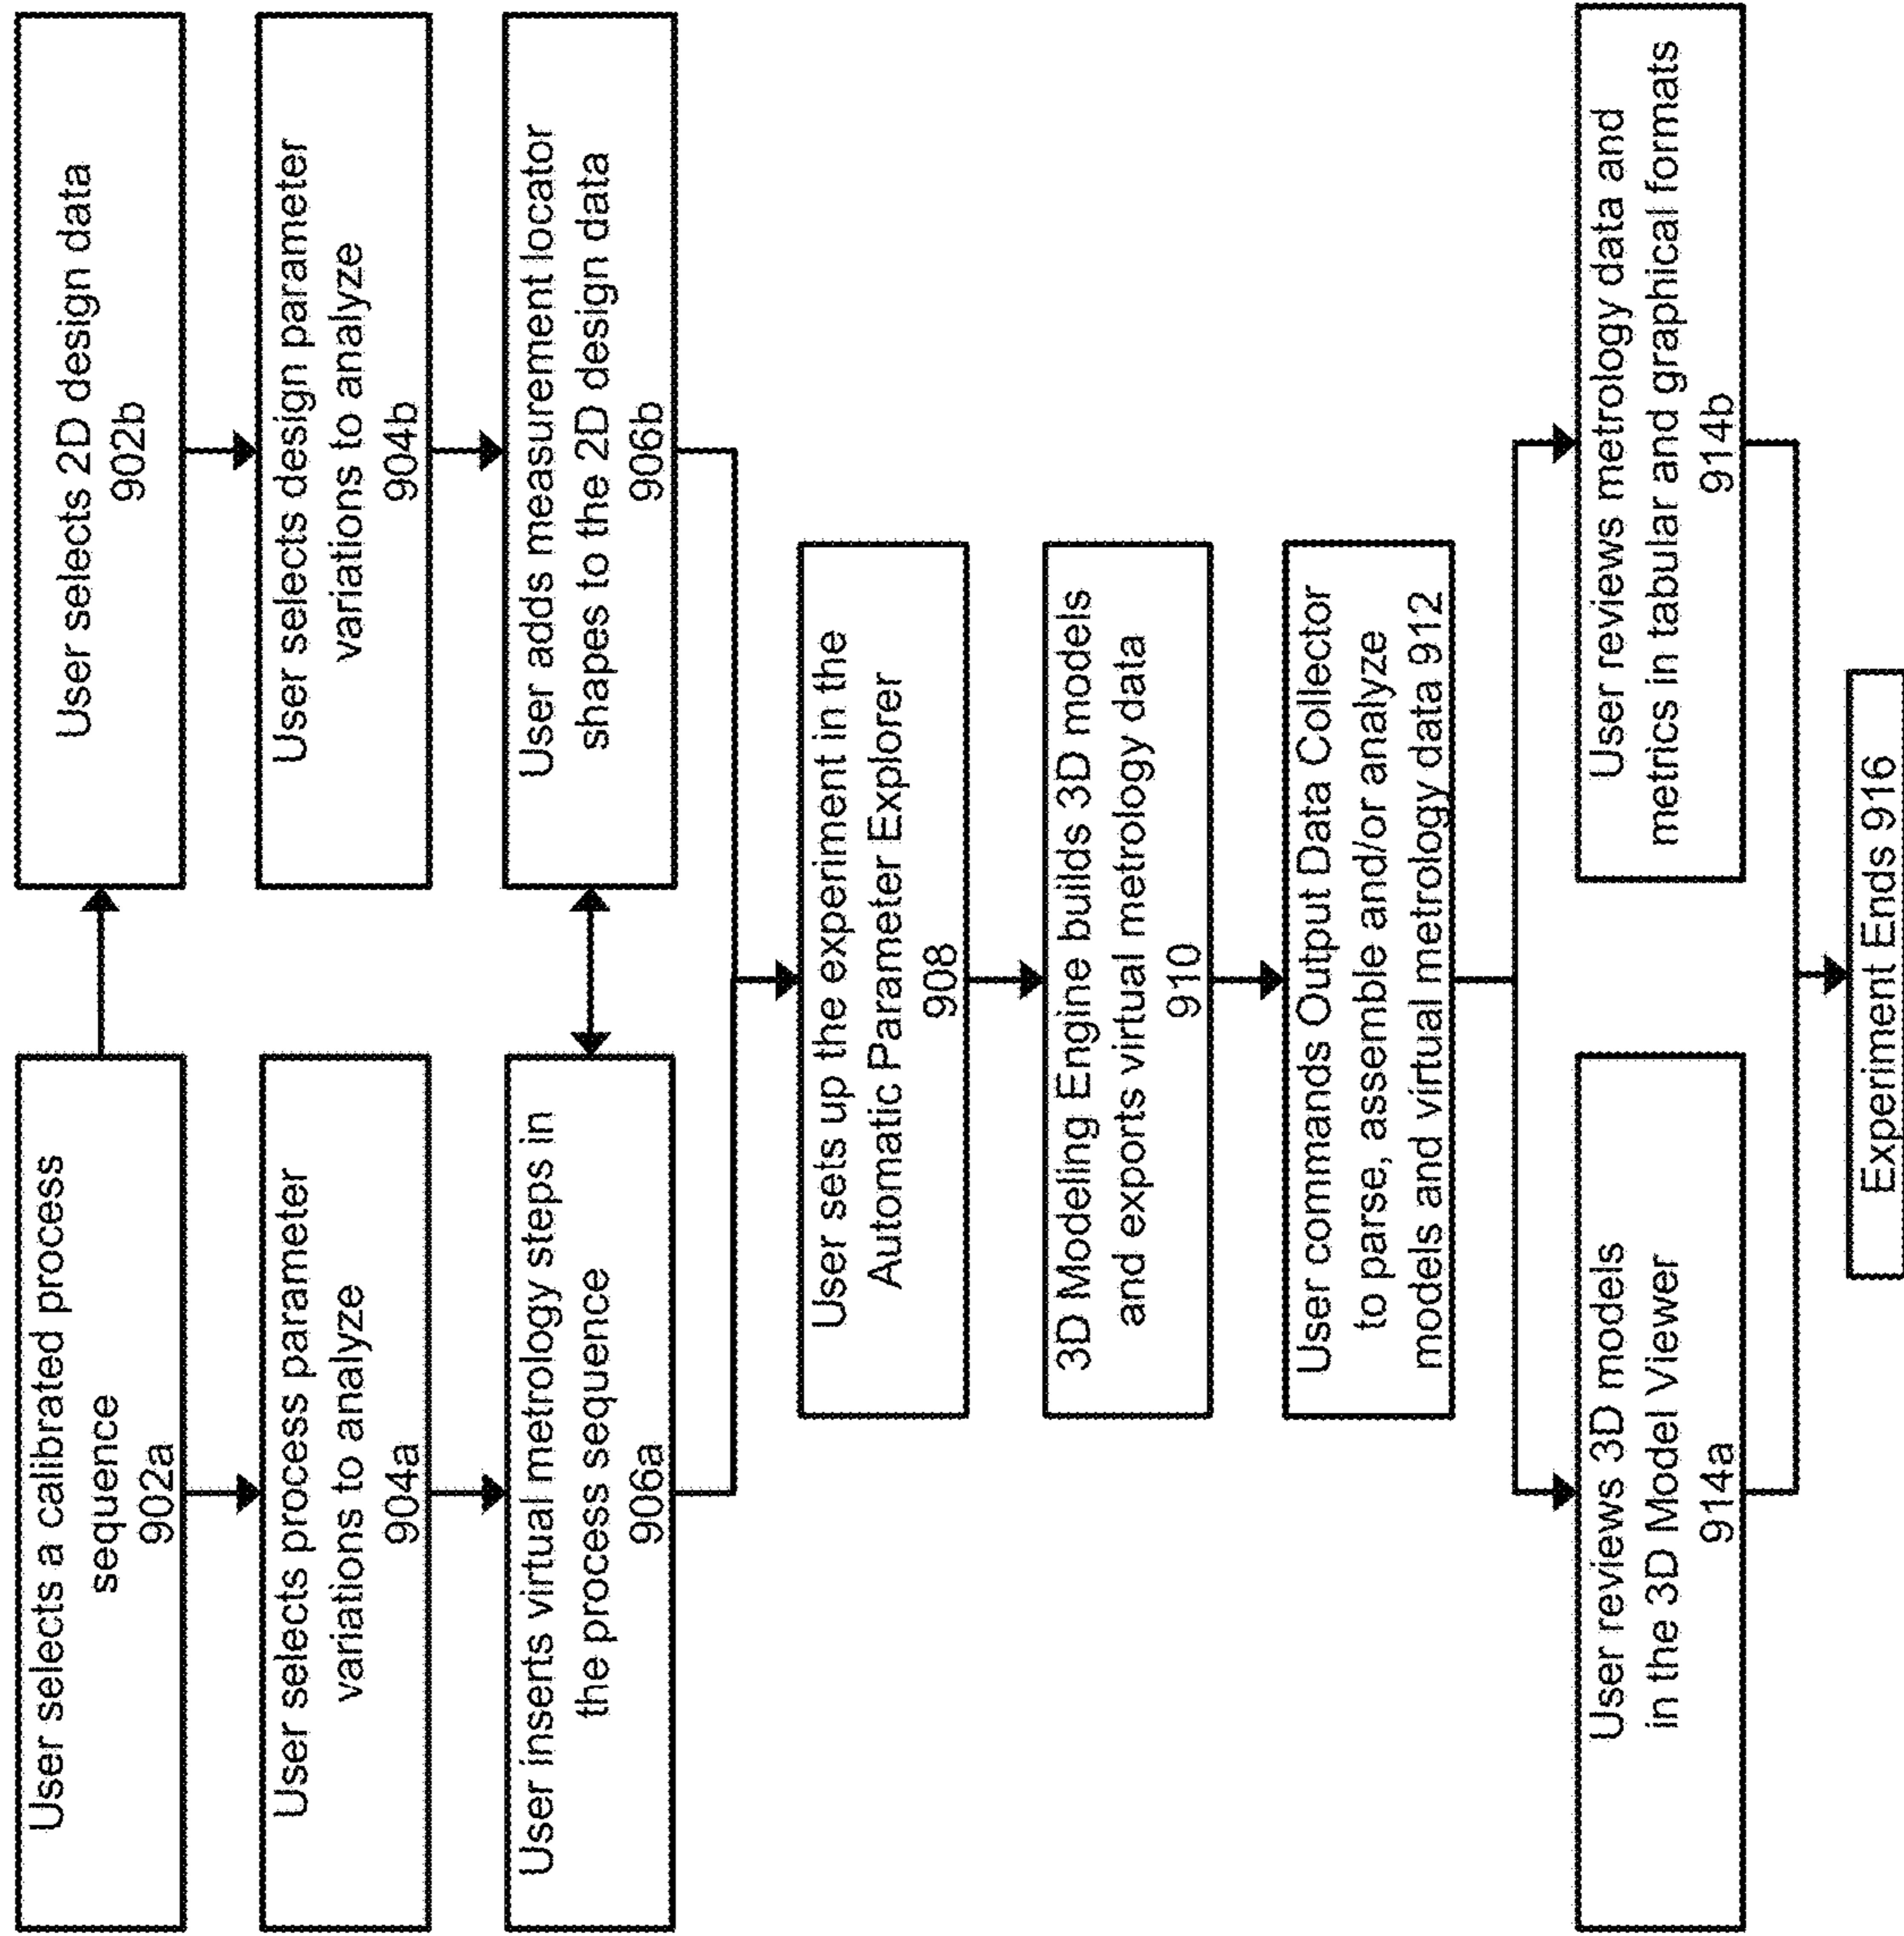 User selects a calibrated process
sequence
902a
User selects 2D design data
902b
User selects process parameter
variations to analyze
904a
User selects design parameter
variations to analyze
904b
User inserts virtual metrology steps in
the process sequence
906a
User adds measurement locator
shapes to the 2D design data
906b
User sets up the experiment in the
Automatic Parameter Explorer
908
3D Modeling Engine builds 3D models
and exports virtual metrology data
910
User commands Output Data Collector
to parse, assemble and/or analyze
models and virtual metrology data 912
User reviews 3D models
in the 3D Model Viewer
914a
User reviews metrology data and
metrics in tabular and graphical formats
914b
Experiment Ends 916